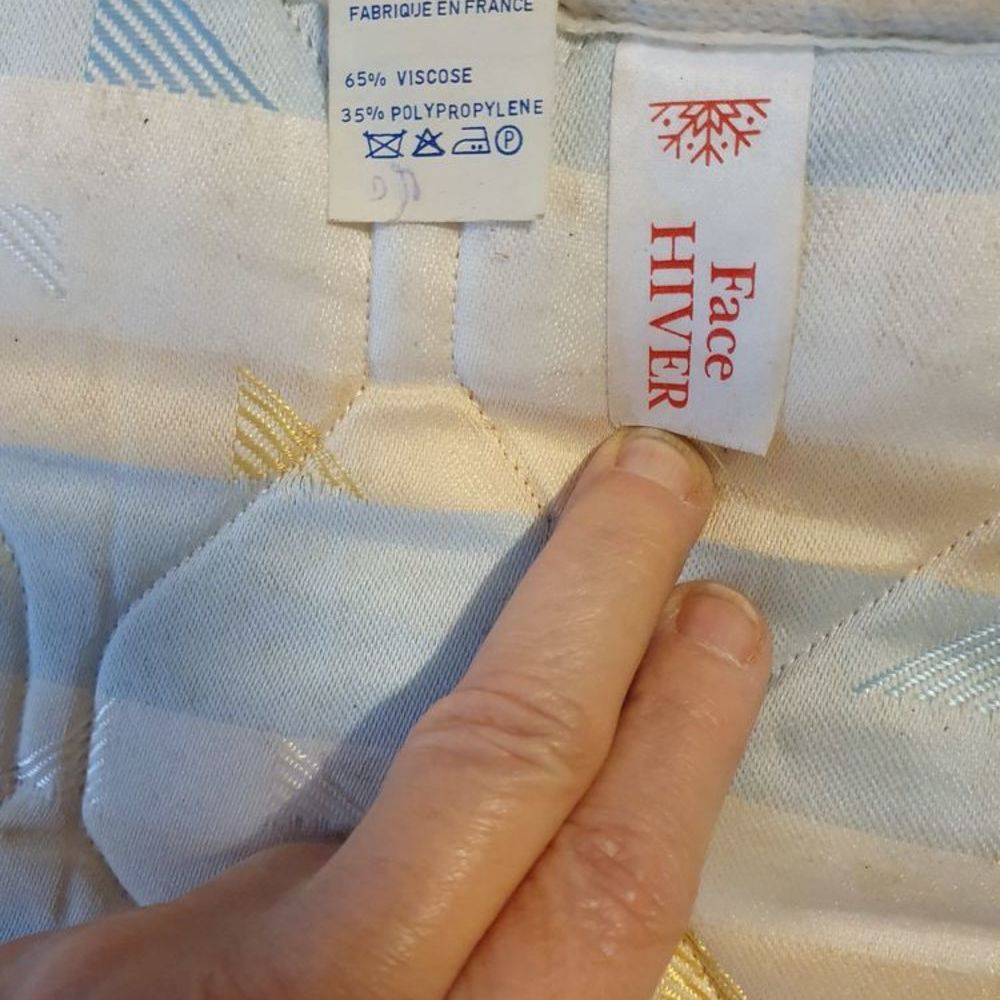 FABRIQUE EN FRANCE
65% VISCOSE
35% POLYPROPYLENE
P
Face
HIVER